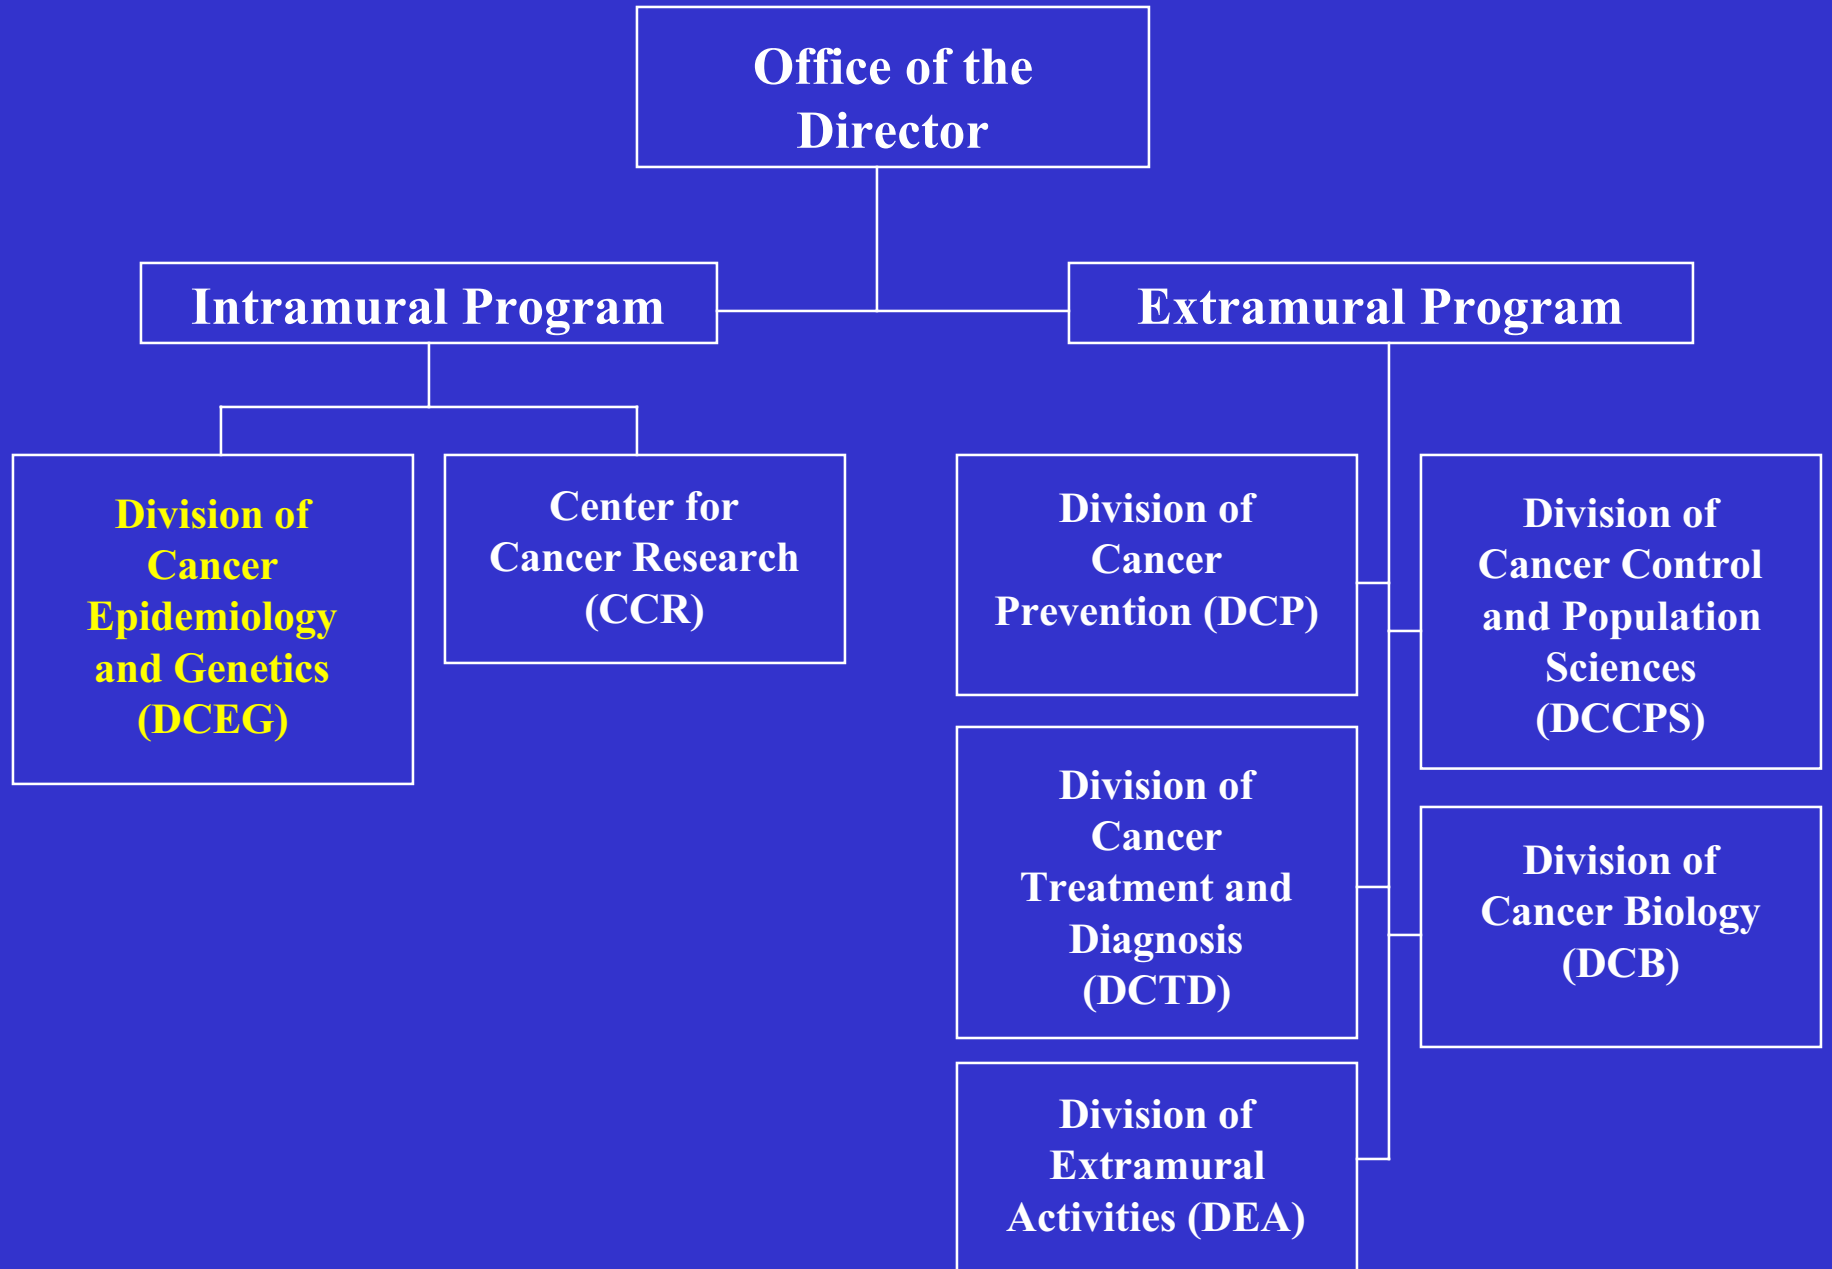 Office of the
Director
Intramural Program
Extramural Program
Division of
Cancer
Epidemiology
and Genetics
(DCEG)
Center for
Cancer Research
(CCR)
Division of
Cancer
Prevention (DCP)
Division of
Cancer Control
and Population
Sciences
(DCCPS)
Division of
Cancer
Treatment and
Diagnosis
(DCTD)
Division of
Cancer Biology
(DCB)
Division of
Extramural
Activities (DEA)